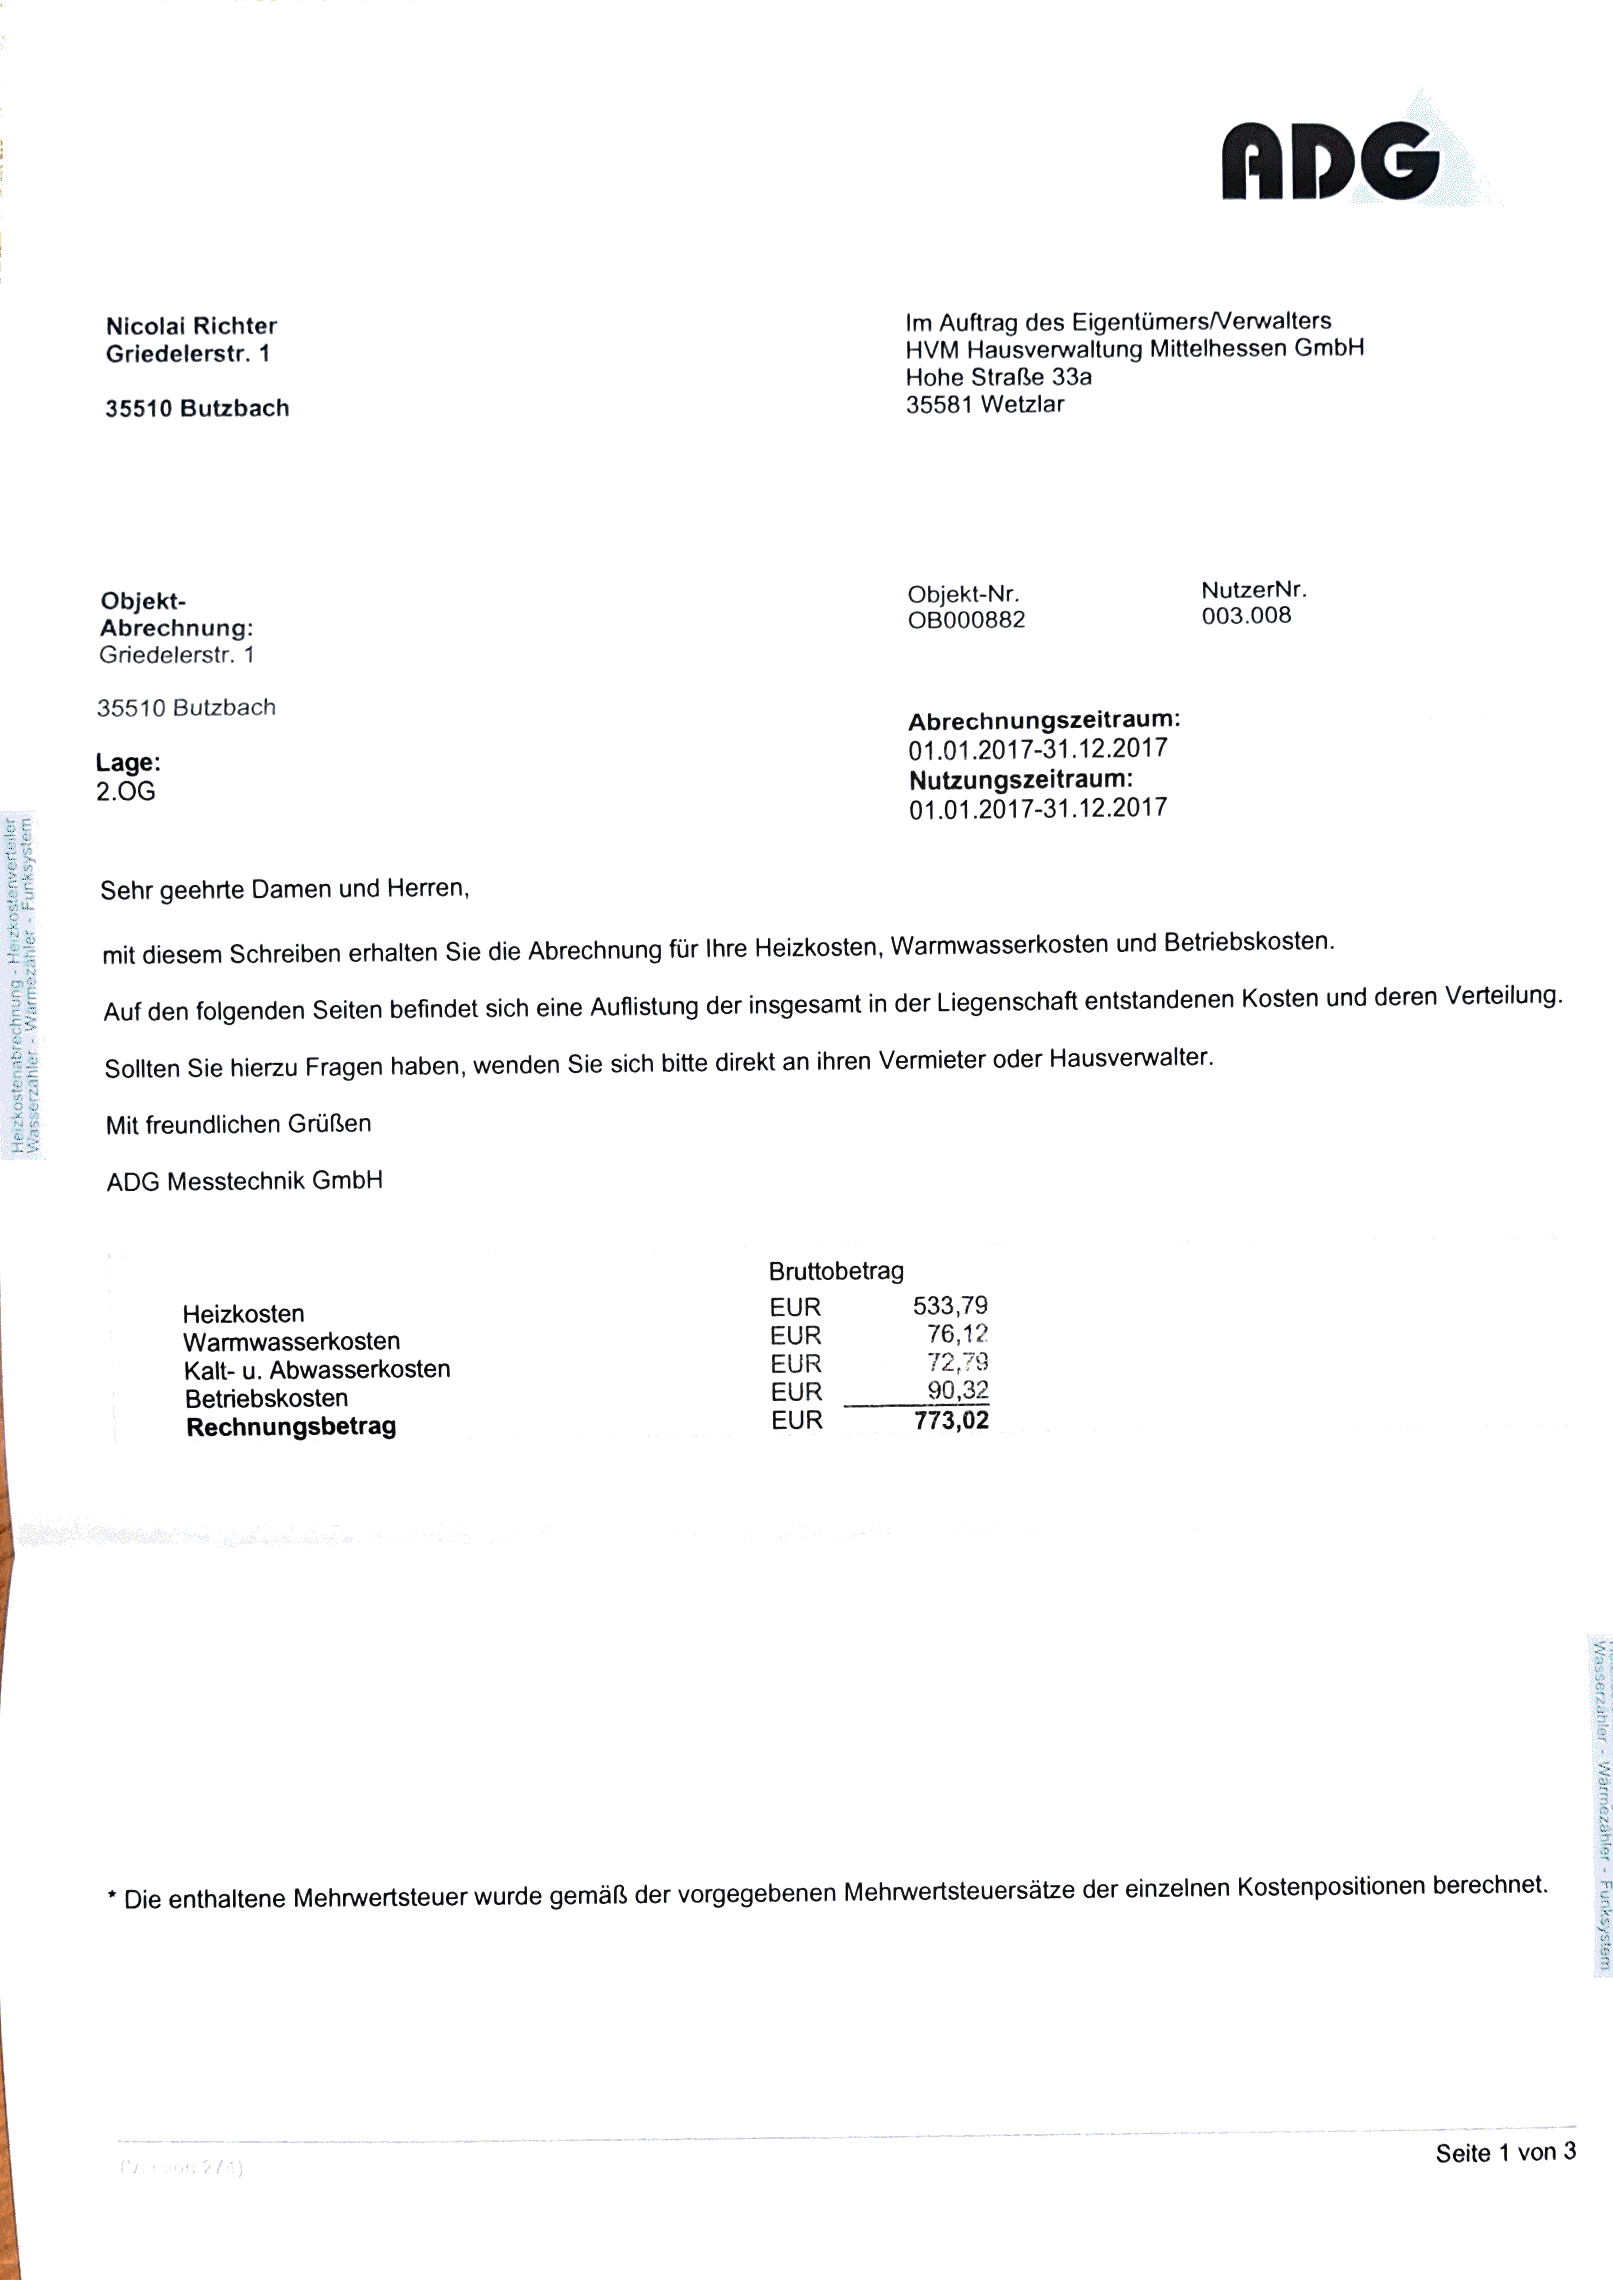 ADG
Nicolai Richter
Griedelerstr. 1
35510 Butzbach
Im Auftrag des Eigentümers/Verwalters
HVM Hausverwaltung Mittelhessen GmbH
Hohe Straße 33a
35581 Wetzlar
Objekt-
Abrechnung:
Griedelerstr. 1
35510 Butzbach
Lage:
2.OG
Objekt-Nr. NutzerNr.
OB000882 003.008
Abrechnungszeitraum:
01.01.2017-31.12.2017
Nutzungszeitraum:
01.01.2017-31.12.2017
Heizkostenabrechnung - Heizkostenverteiler
Wasserzähler - Wärmezähler - Funksystem
Sehr geehrte Damen und Herren,
mit diesem Schreiben erhalten Sie die Abrechnung für Ihre Heizkosten, Warmwasserkosten und Betriebskosten.
Auf den folgenden Seiten befindet sich eine Auflistung der insgesamt in der Liegenschaft entstandenen Kosten und deren Verteilung.
Sollten Sie hierzu Fragen haben, wenden Sie sich bitte direkt an ihren Vermieter oder Hausverwalter.
Mit freundlichen Grüßen
ADG Messtechnik GmbH
Bruttobetrag
Heizkosten EUR 533,79
Warmwasserkosten EUR 76,12
Kalt- u. Abwasserkosten EUR 72,79
Betriebskosten EUR 90,32
Rechnungsbetrag EUR 773,02
Wasserzähler - Wärmezähler - Funksystem
* Die enthaltene Mehrwertsteuer wurde gemäß der vorgegebenen Mehrwertsteuersätze der einzelnen Kostenpositionen berechnet.
Seite 1 von 3